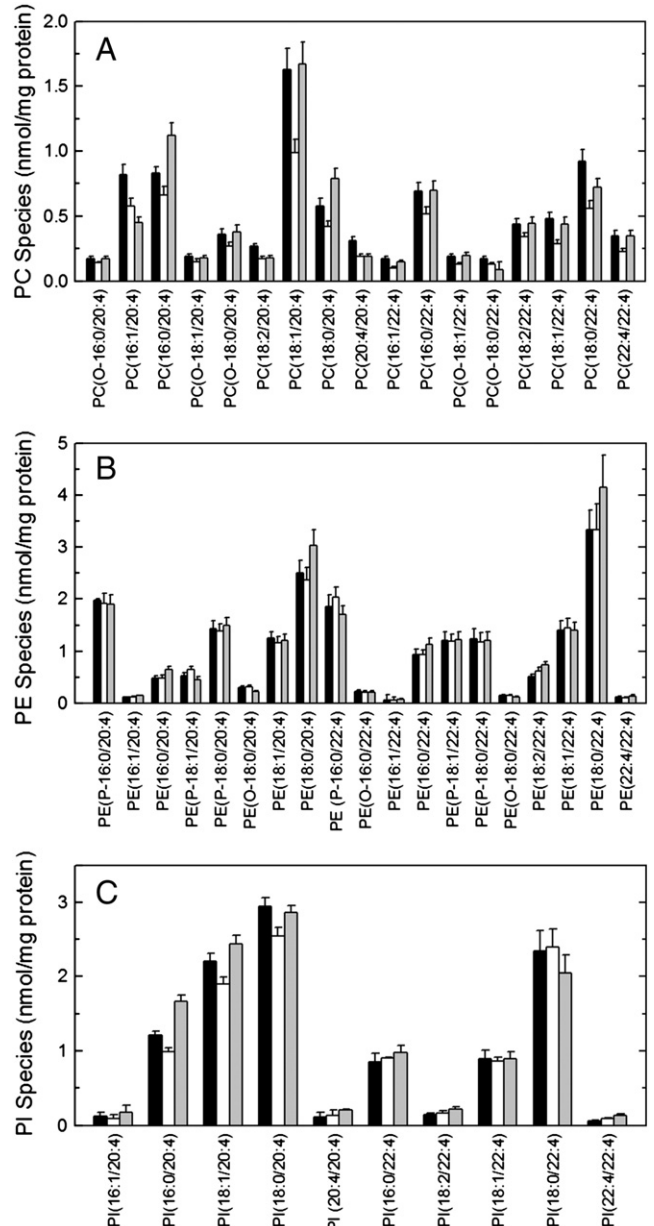 A
PC Species (nmol/mg protein)
2.0
1.5
1.0
0.5
0.0
PC(O-16:0/20:4)
PC(16:1/20:4)
PC(16:0/20:4)
PC(O-18:1/20:4)
PC(O-18:0/20:4)
PC(18:2/20:4)
PC(18:1/20:4)
PC(18:0/20:4)
PC(20:4/20:4)
PC(16:1/22:4)
PC(16:0/22:4)
PC(O-18:1/22:4)
PC(O-18:0/22:4)
PC(18:2/22:4)
PC(18:1/22:4)
PC(18:0/22:4)
PC(22:4/22:4)
B
PE Species (nmol/mg protein)
5
4
3
2
1
0
PE(P-16:0/20:4)
PE(16:1/20:4)
PE(16:0/20:4)
PE(P-18:1/20:4)
PE(P-18:0/20:4)
PE(O-18:0/20:4)
PE(18:1/20:4)
PE(18:0/20:4)
PE (P-16:0/22:4)
PE(O-16:0/22:4)
PE(16:1/22:4)
PE(16:0/22:4)
PE(P-18:1/22:4)
PE(P-18:0/22:4)
PE(O-18:0/22:4)
PE(18:2/22:4)
PE(18:1/22:4)
PE(18:0/22:4)
PE(22:4/22:4)
C
PI Species (nmol/mg protein)
3
2
1
0
PI(16:1/20:4)
PI(16:0/20:4)
PI(18:1/20:4)
PI(18:0/20:4)
PI (20:4/20:4)
PI(16:0/22:4)
PI(18:2/22:4)
PI(18:1/22:4)
PI(18:0/22:4)
PI(22:4/22:4)